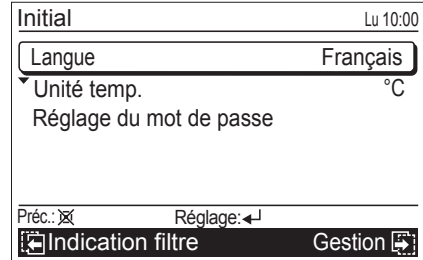 Initial Lu 10:00
Langue Français
Unité temp. °C
Réglage du mot de passe
Préc.: Réglage:
Indication filtre Gestion